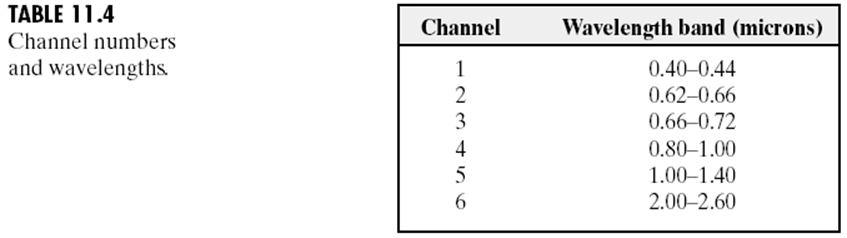 TABLE 11.4
Channel numbers
and wavelengths.
Channel Wavelength band (microns)
1 0.40–0.44
2 0.62–0.66
3 0.66–0.72
4 0.80–1.00
5 1.00–1.40
6 2.00–2.60